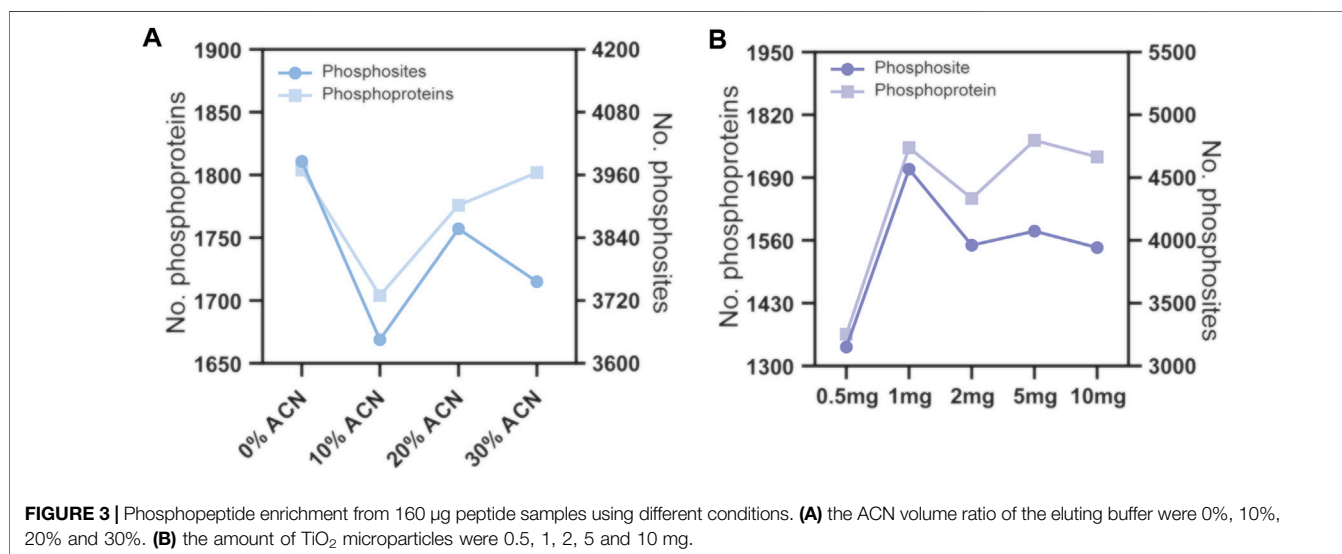 A
1900
1850
1800
1750
1700
1650
No. phosphoproteins
Phosphosites
Phosphoproteins
4200
4080
3960
3840
3720
3600
No. phosphosites
0% ACN
10% ACN
20% ACN
30% ACN
B
1950
1820
1690
1560
1430
1300
No. phosphoproteins
Phosphosite
Phosphoprotein
5500
5000
4500
4000
3500
3000
No. phosphosites
0.5mg
1mg
2mg
5mg
10mg
FIGURE 3 | Phosphopeptide enrichment from 160 µg peptide samples using different conditions. (A) the ACN volume ratio of the eluting buffer were 0%, 10%,
20% and 30%. (B) the amount of TiO₂ microparticles were 0.5, 1, 2, 5 and 10 mg.